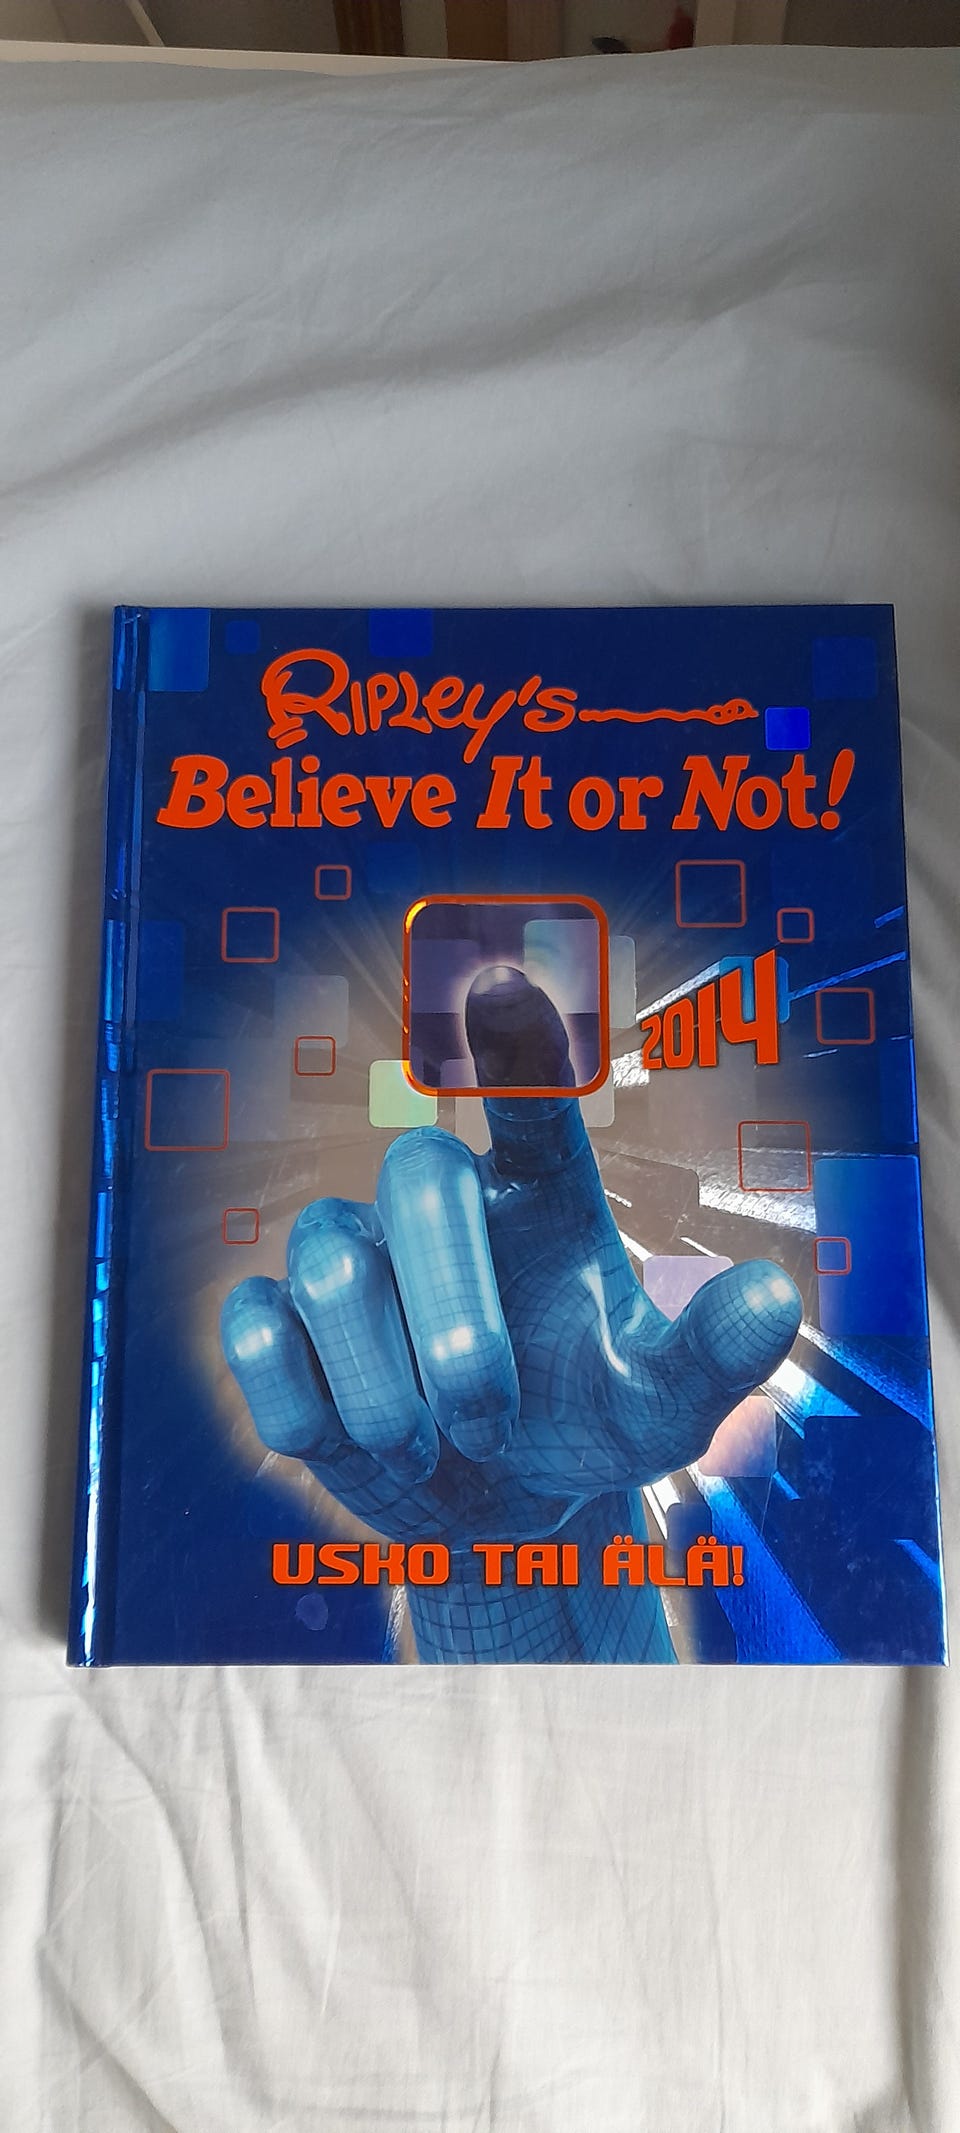 Ripley's
Believe It or Not!
2014
USKO TAI ÄLÄ!